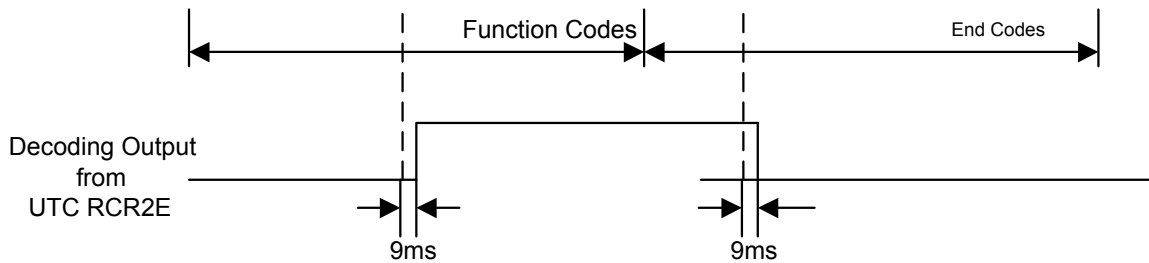 Function Codes
End Codes
Decoding Output
from
UTC RCR2E
9ms
9ms